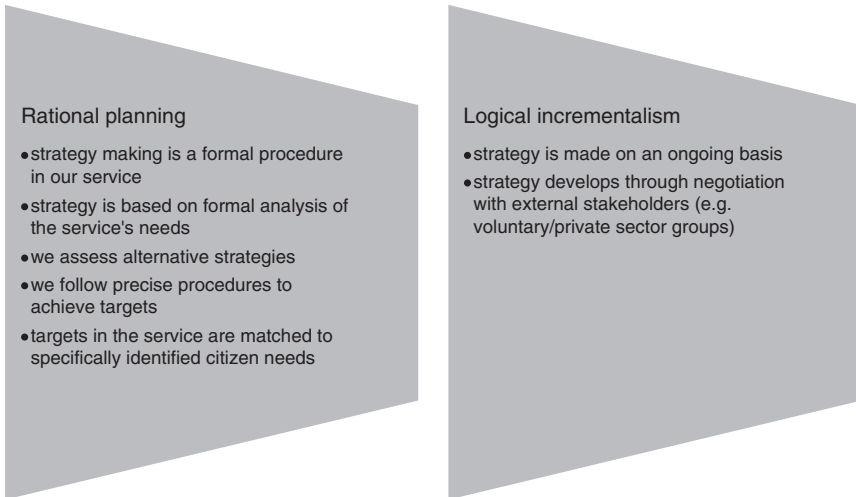 Rational planning
•strategy making is a formal procedure
in our service
•strategy is based on formal analysis of
the service's needs
•we assess alternative strategies
•we follow precise procedures to
achieve targets
•targets in the service are matched to
specifically identified citizen needs
Logical incrementalism
•strategy is made on an ongoing basis
•strategy develops through negotiation
with external stakeholders (e.g.
voluntary/private sector groups)